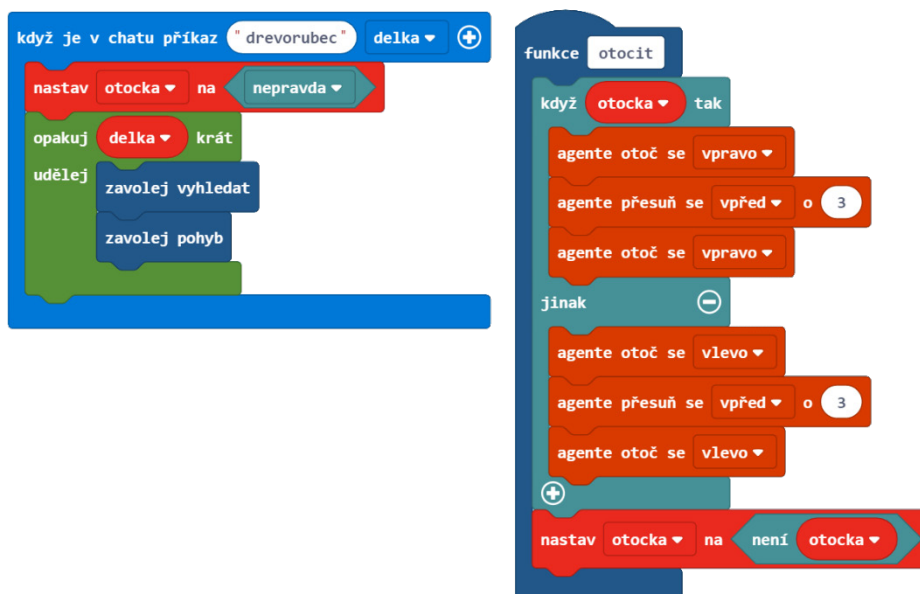 když je v chatu příkaz "drevorubec" delka
nastav otocka na nepravda
opakuj delka krát
udělej
zavolej vyhledat
zavolej pohyb
funkce otocit
když otocka tak
agente otoč se vpravo
agente přesuň se vpřed o 3
agente otoč se vpravo
jinak
agente otoč se vlevo
agente přesuň se vpřed o 3
agente otoč se vlevo
nastav otocka na není otocka